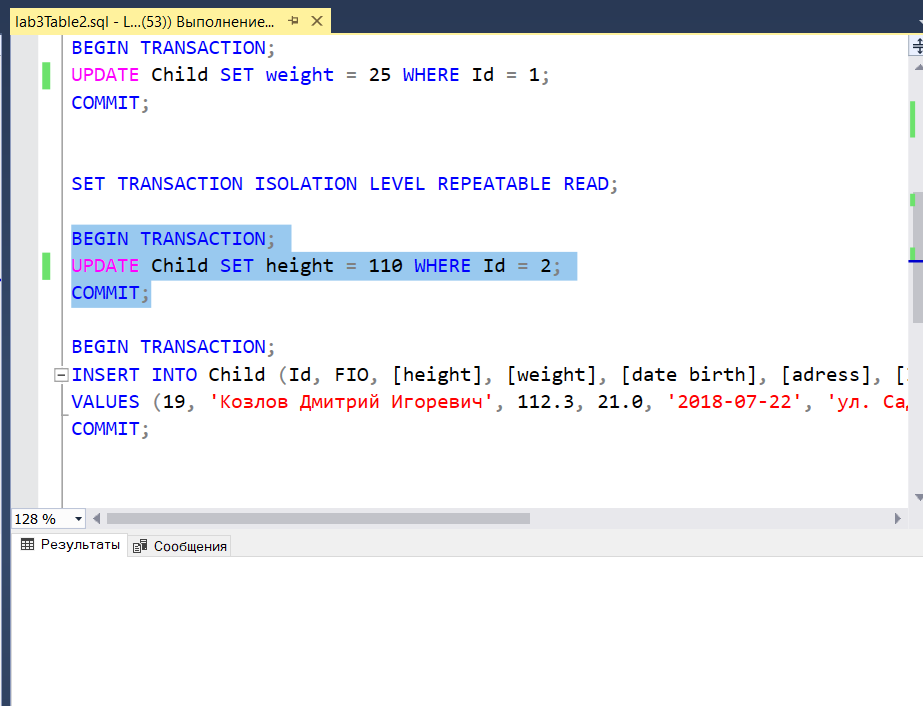 lab3Table2.sql - L...(53)) Выполнение...
BEGIN TRANSACTION;
UPDATE Child SET weight = 25 WHERE Id = 1;
COMMIT;
SET TRANSACTION ISOLATION LEVEL REPEATABLE READ;
BEGIN TRANSACTION;
UPDATE Child SET height = 110 WHERE Id = 2;
COMMIT;
BEGIN TRANSACTION;
INSERT INTO Child (Id, FIO, [height], [weight], [date birth], [adress], [
VALUES (19, 'Козлов Дмитрий Игоревич', 112.3, 21.0, '2018-07-22', 'ул.
COMMIT;
128 %
Результаты Сообщения